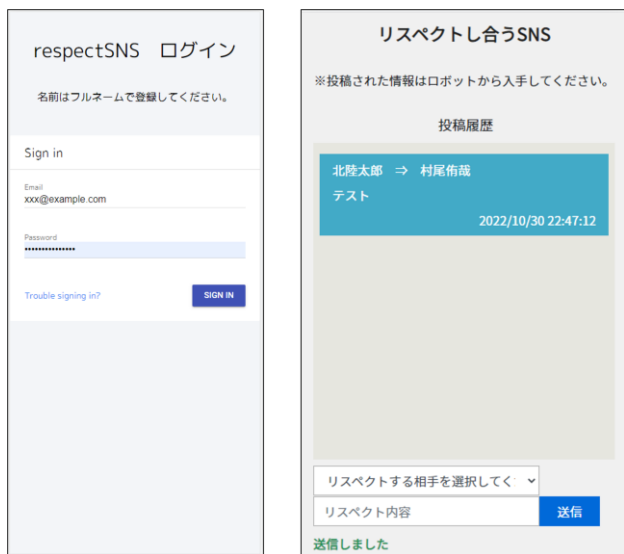 respectSNS ログイン
名前はフルネームで登録してください。
Sign in
Email
xxx@example.com
Password
•••••••••••••••
Trouble signing in?
SIGN IN
リスペクトし合うSNS
※投稿された情報はロボットから入手してください。
投稿履歴
北陸太郎 ⇒ 村尾侑哉
テスト
2022/10/30 22:47:12
リスペクトする相手を選択してく
リスペクト内容
送信
送信しました